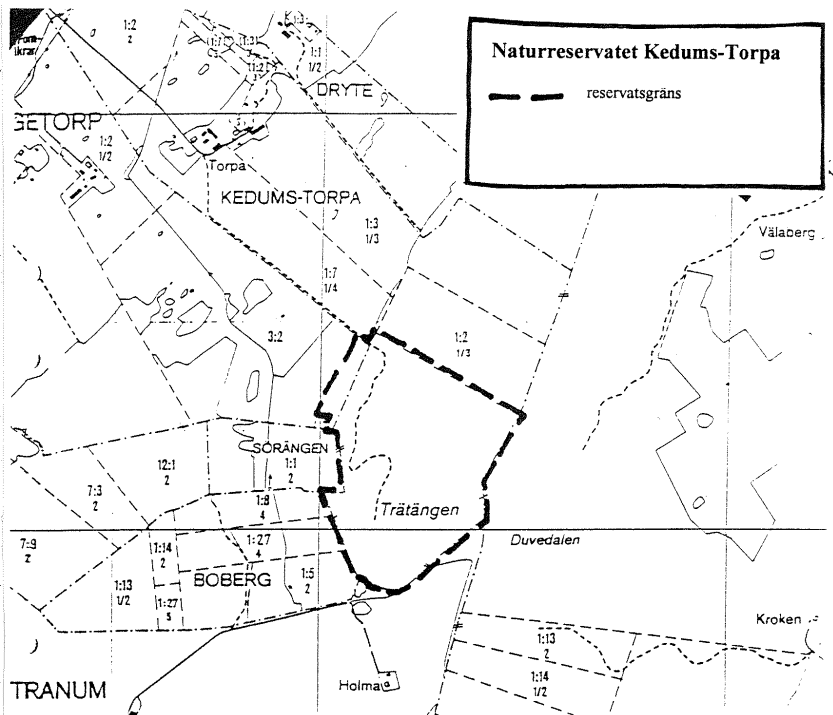 Naturreservatet Kedums-Torpa
reservatsgräns
1:2
2
1:1
1/2
DRYTE
GETORP
1:2
1/2
Torpa
KEDUMS-TORPA
1:3
1/3
Välaberg
1:7
1/4
3:2
1:2
1/3
SÖRÄNGEN
12:1
2
1:1
2
7:3
2
1:8
4
Trätängen
7:9
2
1:14
2
1:27
4
Duvedalen
BOBERG
1:13
1/2
1:5
2
1:27
5
Kroken
1:13
2
1:14
1/2
TRANUM
Holma